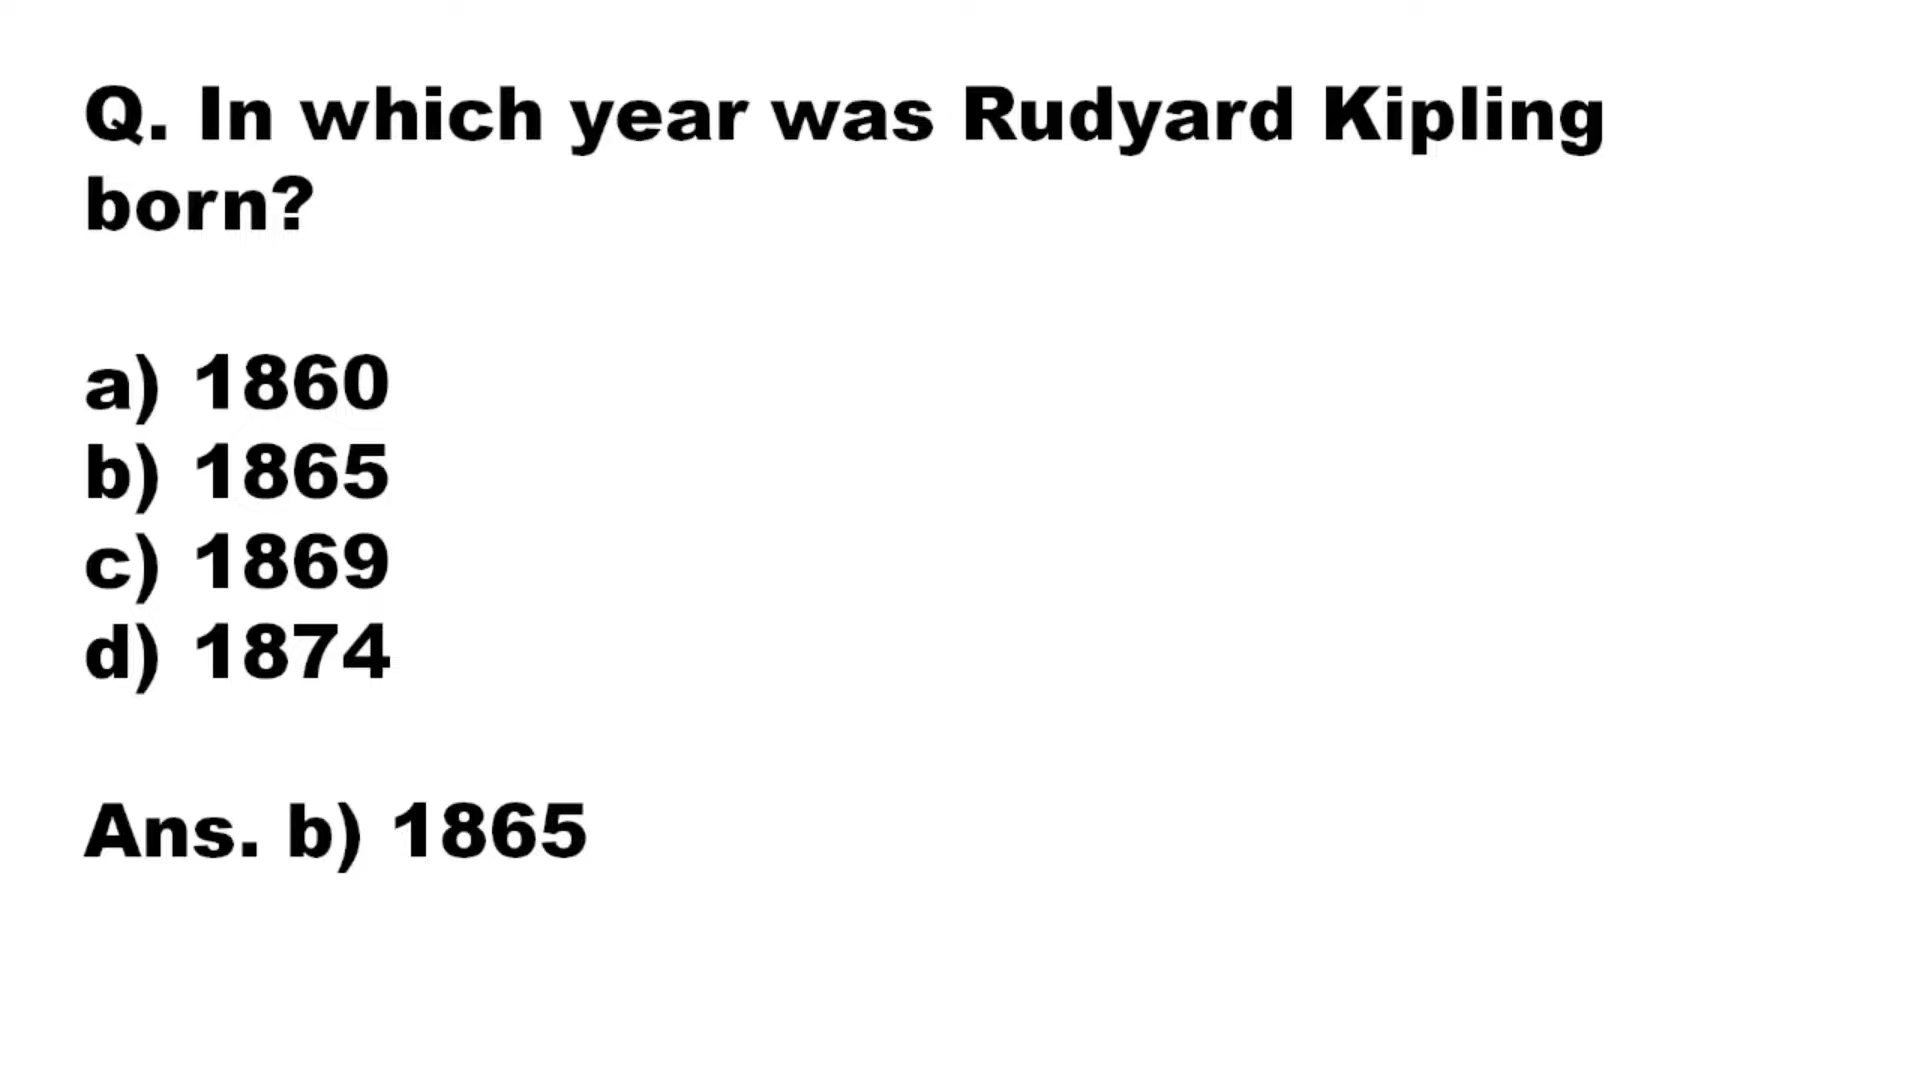 Q. In which year was Rudyard Kipling
born?
a) 1860
b) 1865
c) 1869
d) 1874
Ans. b) 1865